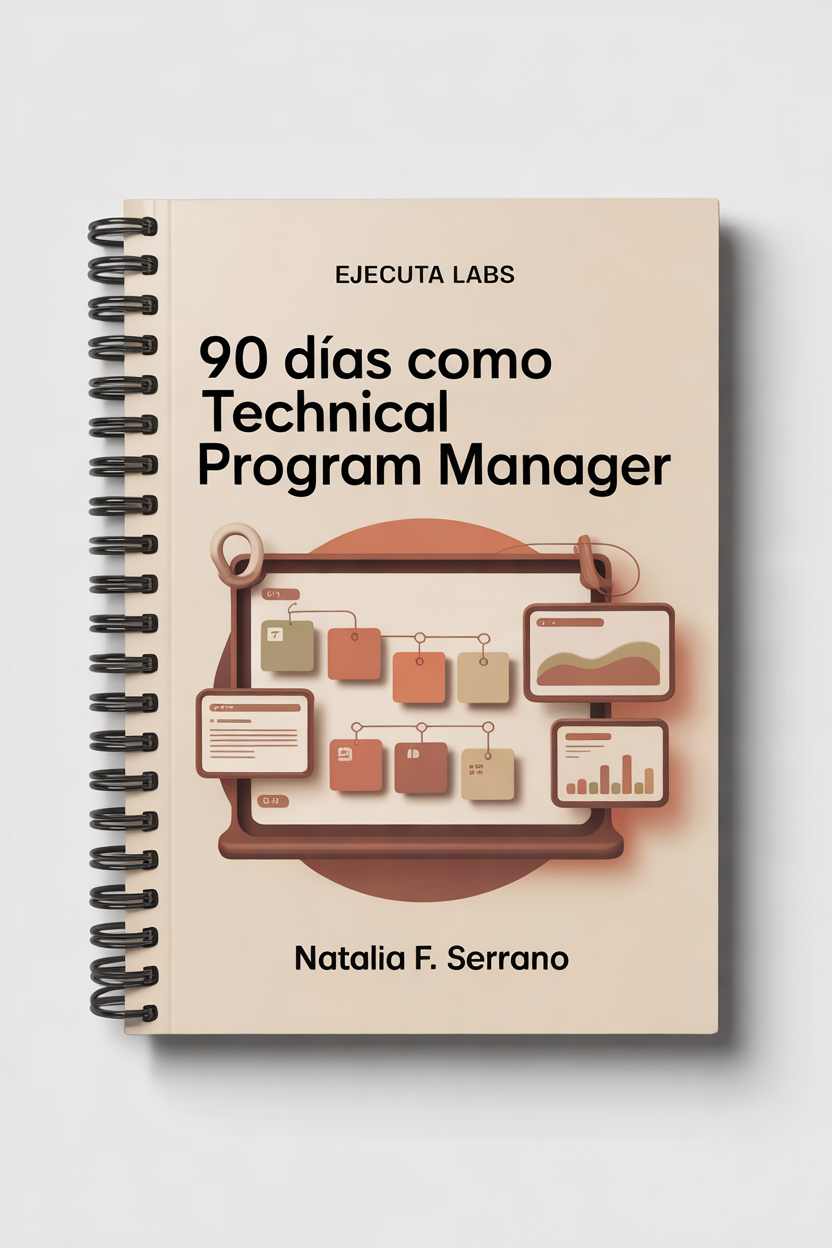 EJECUTA LABS
90 días como
Technical
Program Manager
Natalia F. Serrano